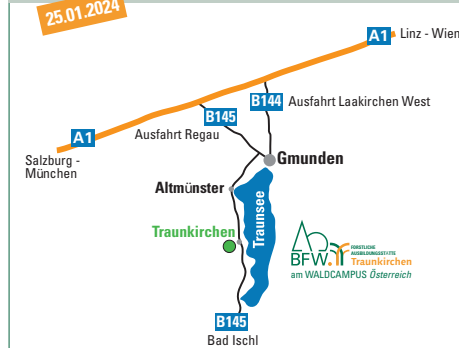 25.01.2024
A1
Linz - Wien
B144
Ausfahrt Laakirchen West
B145
Ausfahrt Regau
A1
Salzburg -
München
Gmunden
Altmünster
Traunsee
Traunkirchen
BFW
FORSTLICHE
AUSBILDUNGSSTÄTTE
Traunkirchen
am WALDCAMPUS Österreich
B145
Bad Ischl